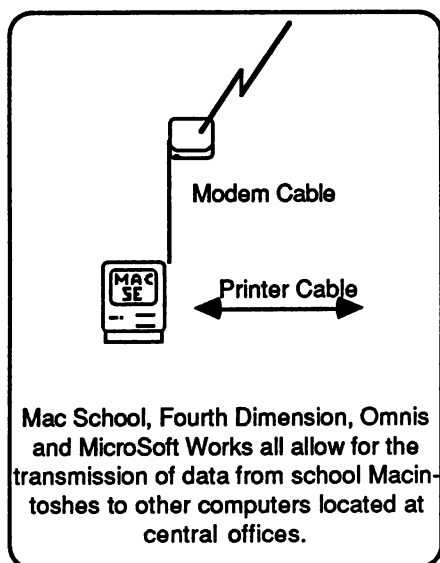 Modem Cable
MAC
SE
Printer Cable
Mac School, Fourth Dimension, Omnis
and MicroSoft Works all allow for the
transmission of data from school Macin-
toshes to other computers located at
central offices.